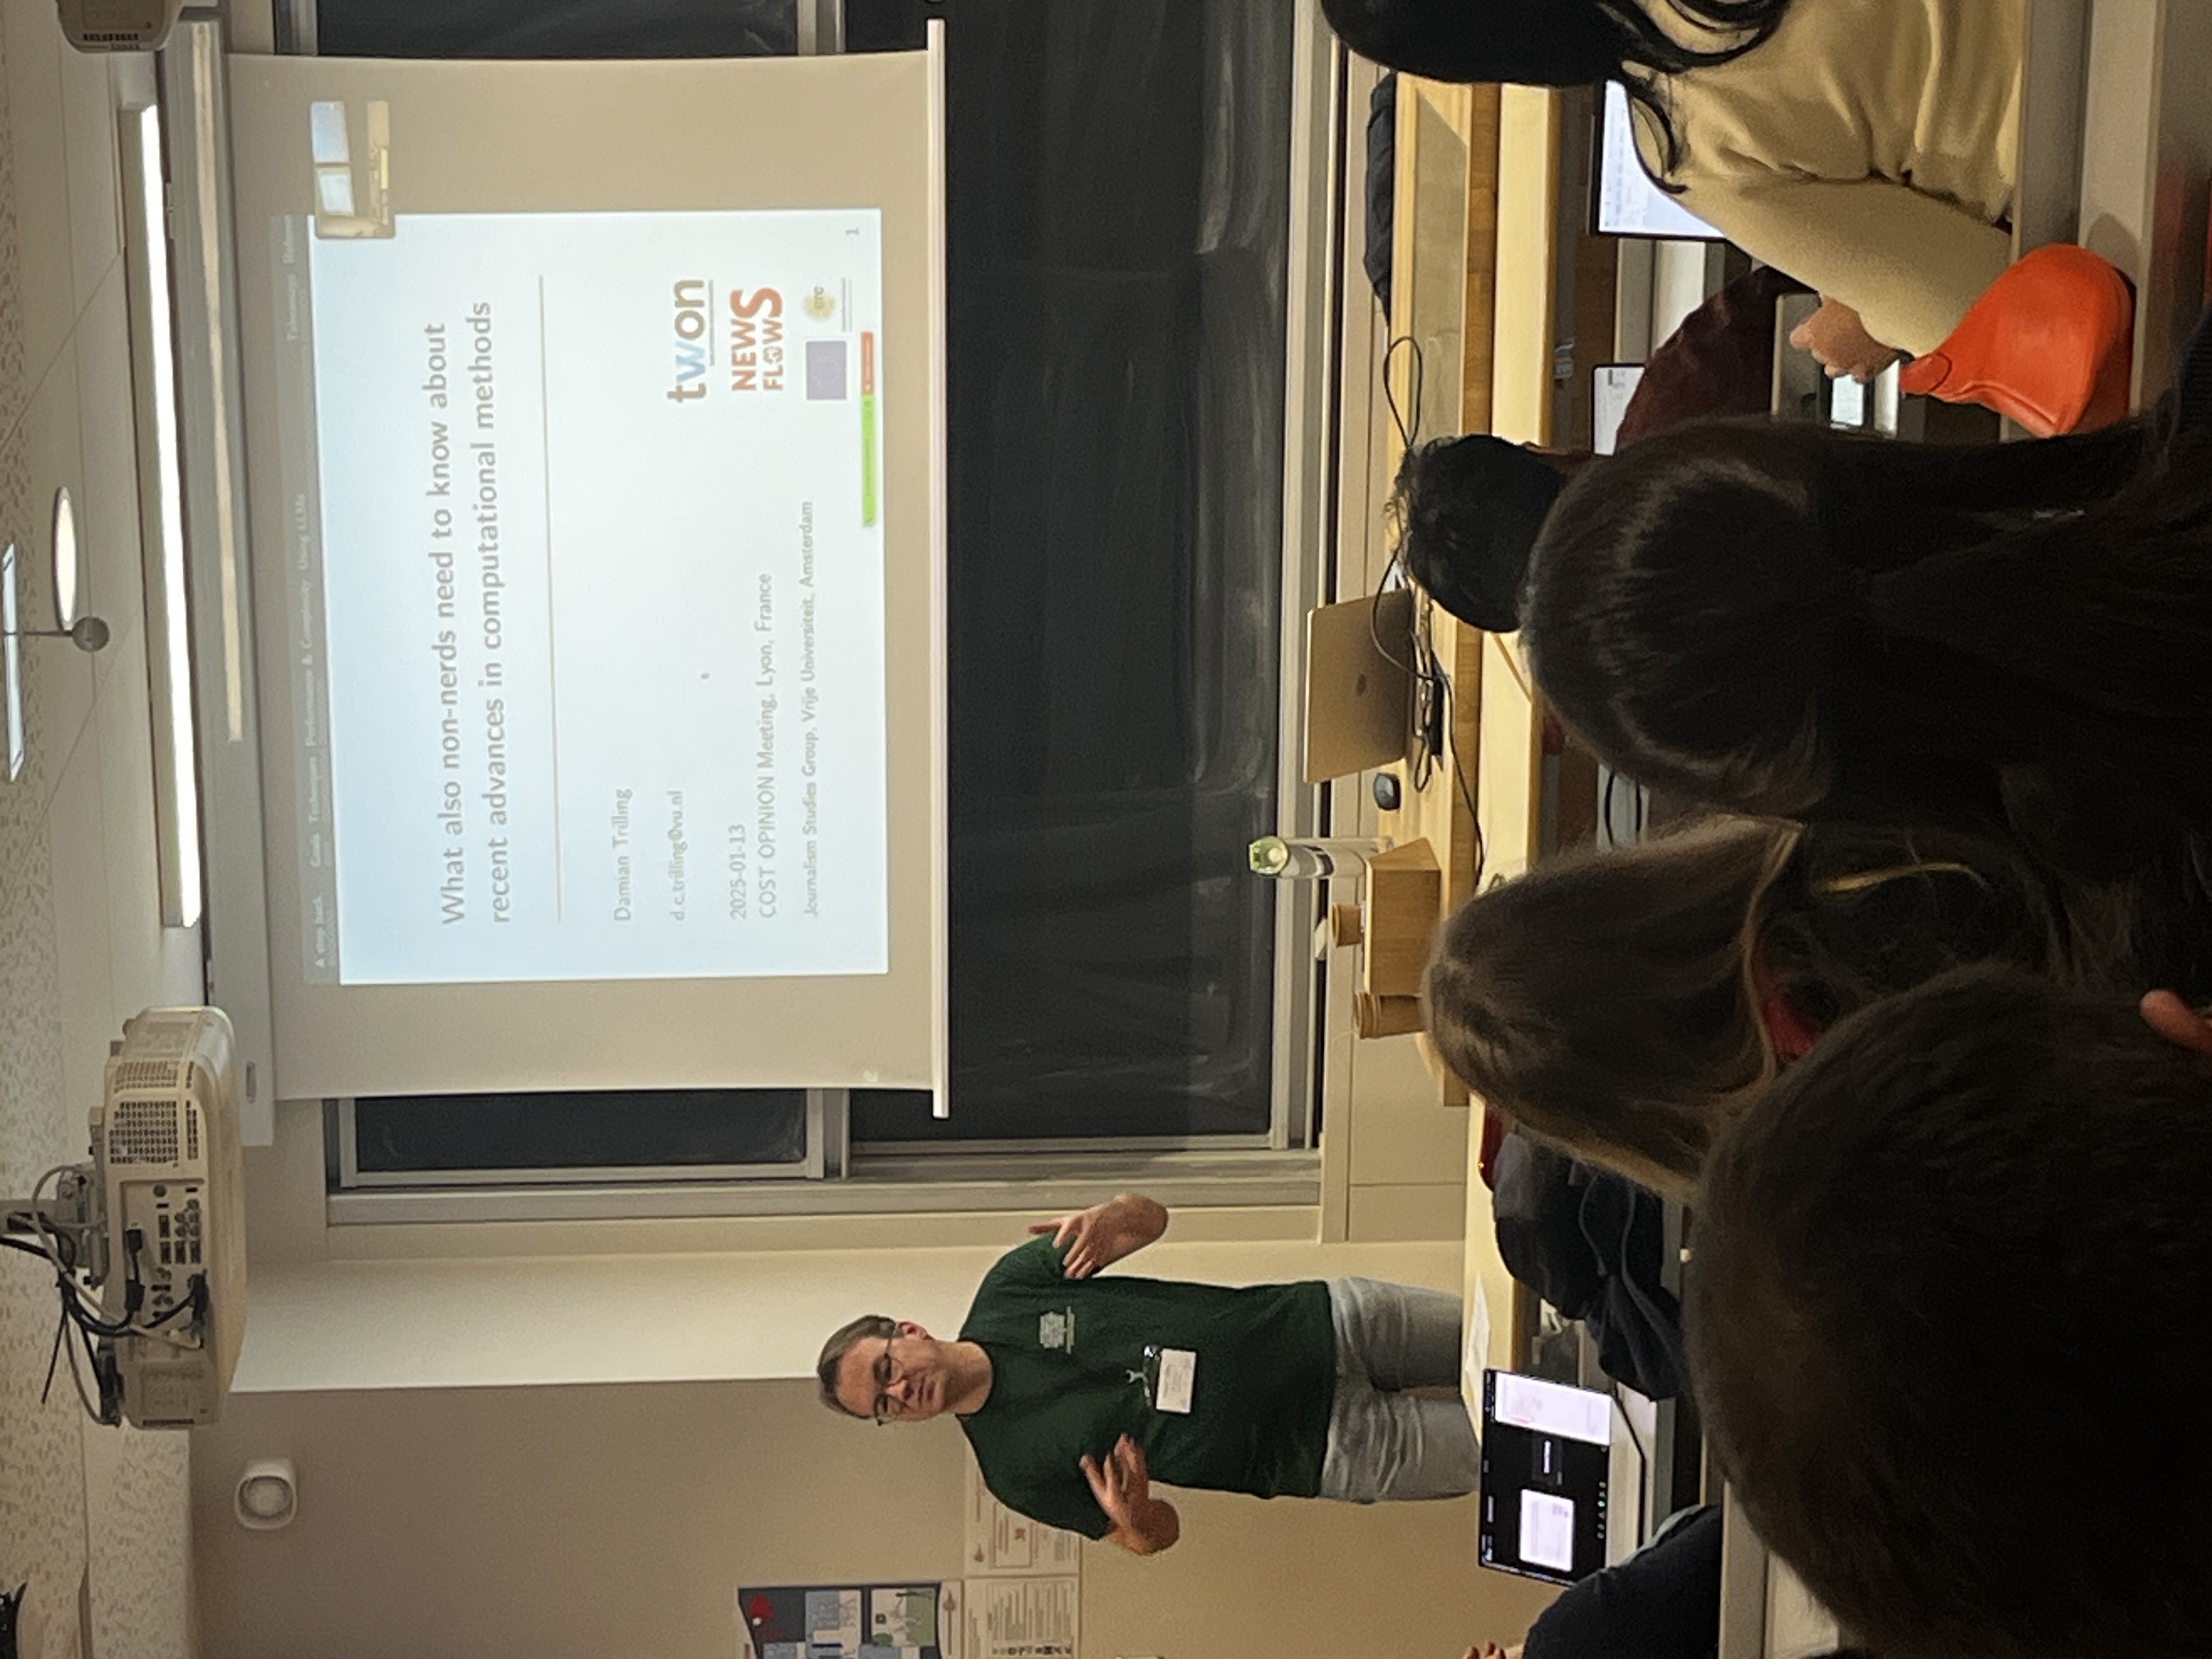 A step back Goals Techniques Performance & Complexity Using LLMs Takeaways
What also non-nerds need to know about
recent advances in computational methods
Damian Trilling
d.c.trilling@vu.nl
2025-01-13
COST OPINION Meeting, Lyon, France
Journalism Studies Group, Vrije Universiteit, Amsterdam
twon
NEWS
FLOWS
erc
1